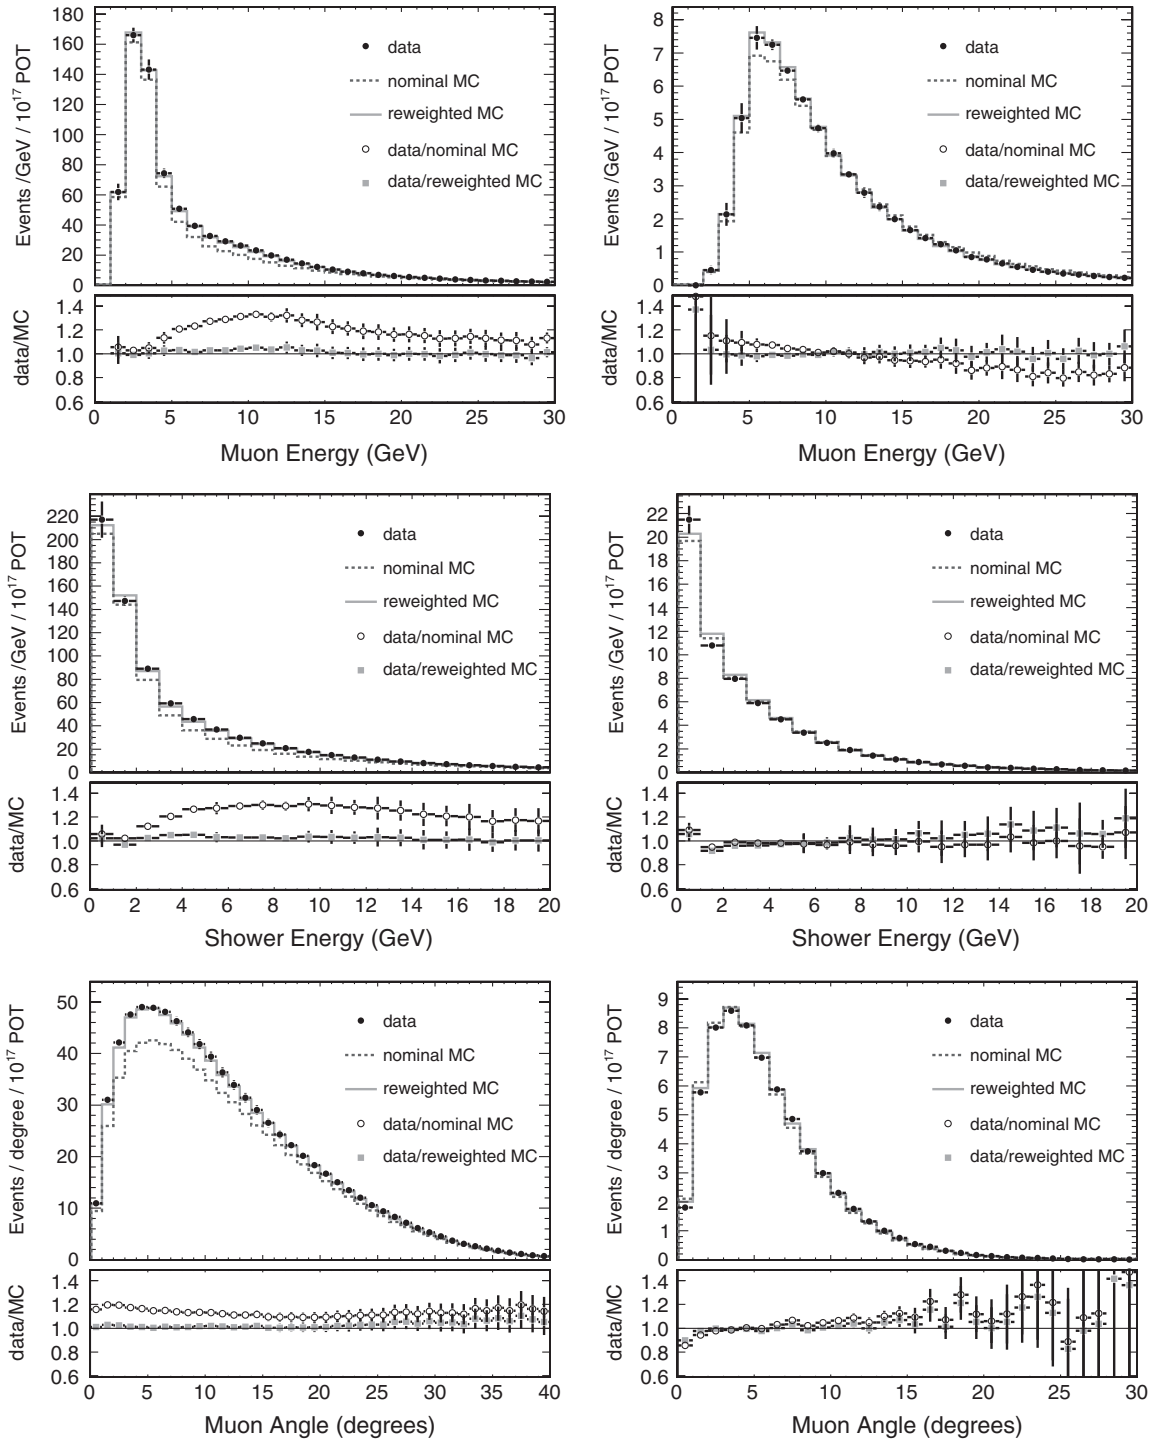 180
160
140
120
100
80
60
40
20
0
Events /GeV / 10^17 POT
data
nominal MC
reweighted MC
data/nominal MC
data/reweighted MC
1.4
1.2
1.0
0.8
0.6
data/MC
0 5 10 15 20 25 30
Muon Energy (GeV)
8
7
6
5
4
3
2
1
0
Events /GeV / 10^17 POT
data
nominal MC
reweighted MC
data/nominal MC
data/reweighted MC
1.4
1.2
1.0
0.8
0.6
data/MC
0 5 10 15 20 25 30
Muon Energy (GeV)
220
200
180
160
140
120
100
80
60
40
20
0
Events /GeV / 10^17 POT
data
nominal MC
reweighted MC
data/nominal MC
data/reweighted MC
1.4
1.2
1.0
0.8
0.6
data/MC
0 2 4 6 8 10 12 14 16 18 20
Shower Energy (GeV)
22
20
18
16
14
12
10
8
6
4
2
0
Events /GeV / 10^17 POT
data
nominal MC
reweighted MC
data/nominal MC
data/reweighted MC
1.4
1.2
1.0
0.8
0.6
data/MC
0 2 4 6 8 10 12 14 16 18 20
Shower Energy (GeV)
50
40
30
20
10
0
Events / degree / 10^17 POT
data
nominal MC
reweighted MC
data/nominal MC
data/reweighted MC
1.4
1.2
1.0
0.8
0.6
data/MC
0 5 10 15 20 25 30 35 40
Muon Angle (degrees)
9
8
7
6
5
4
3
2
1
0
Events / degree / 10^17 POT
data
nominal MC
reweighted MC
data/nominal MC
data/reweighted MC
1.4
1.2
1.0
0.8
0.6
data/MC
0 5 10 15 20 25 30
Muon Angle (degrees)